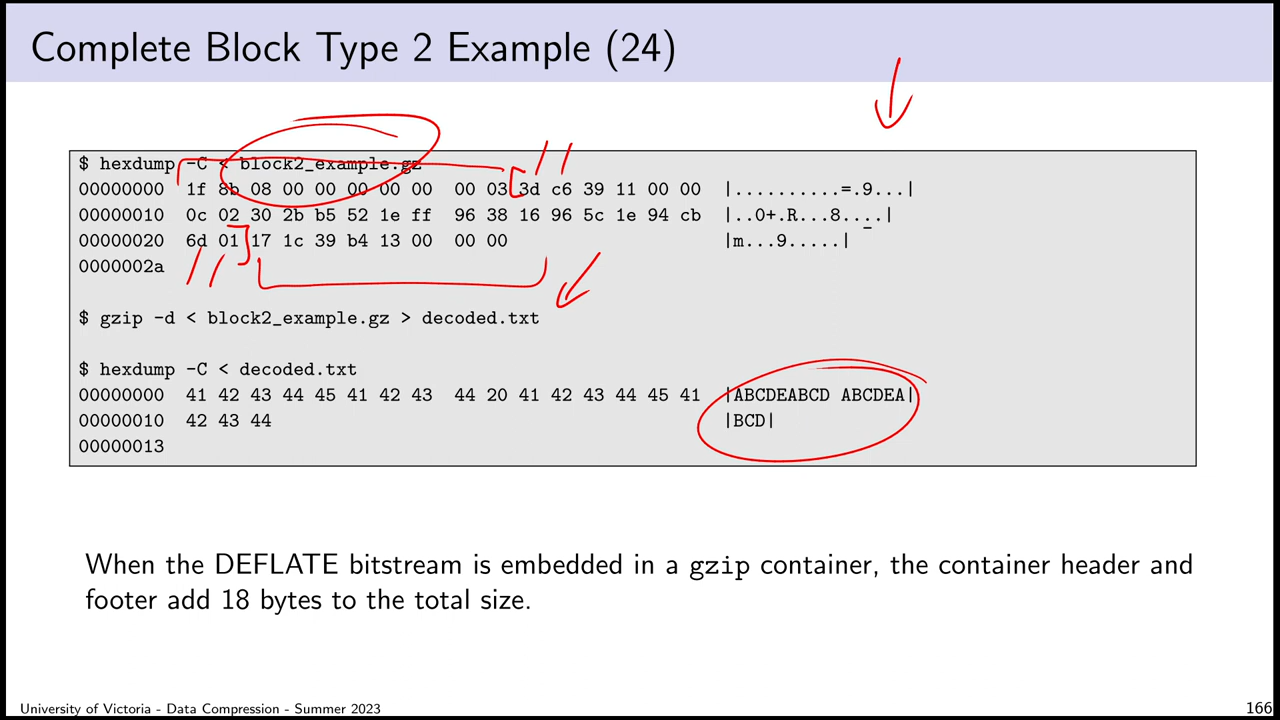 Complete Block Type 2 Example (24)
$ hexdump -C < block2_example.gz
00000000 1f 8b 08 00 00 00 00 00 00 03 3d c6 39 11 00 00 |..........=.9...|
00000010 0c 02 30 2b b5 52 1e ff 96 38 16 96 5c 1e 94 cb |..0+.R...8....|
00000020 6d 01 17 1c 39 b4 13 00 00 00 |m...9.....|
0000002a
$ gzip -d < block2_example.gz > decoded.txt
$ hexdump -C < decoded.txt
00000000 41 42 43 44 45 41 42 43 44 20 41 42 43 44 45 41 |ABCDEABCD ABCDEA|
00000010 42 43 44 |BCD|
00000013
When the DEFLATE bitstream is embedded in a gzip container, the container header and
footer add 18 bytes to the total size.
University of Victoria - Data Compression - Summer 2023 166